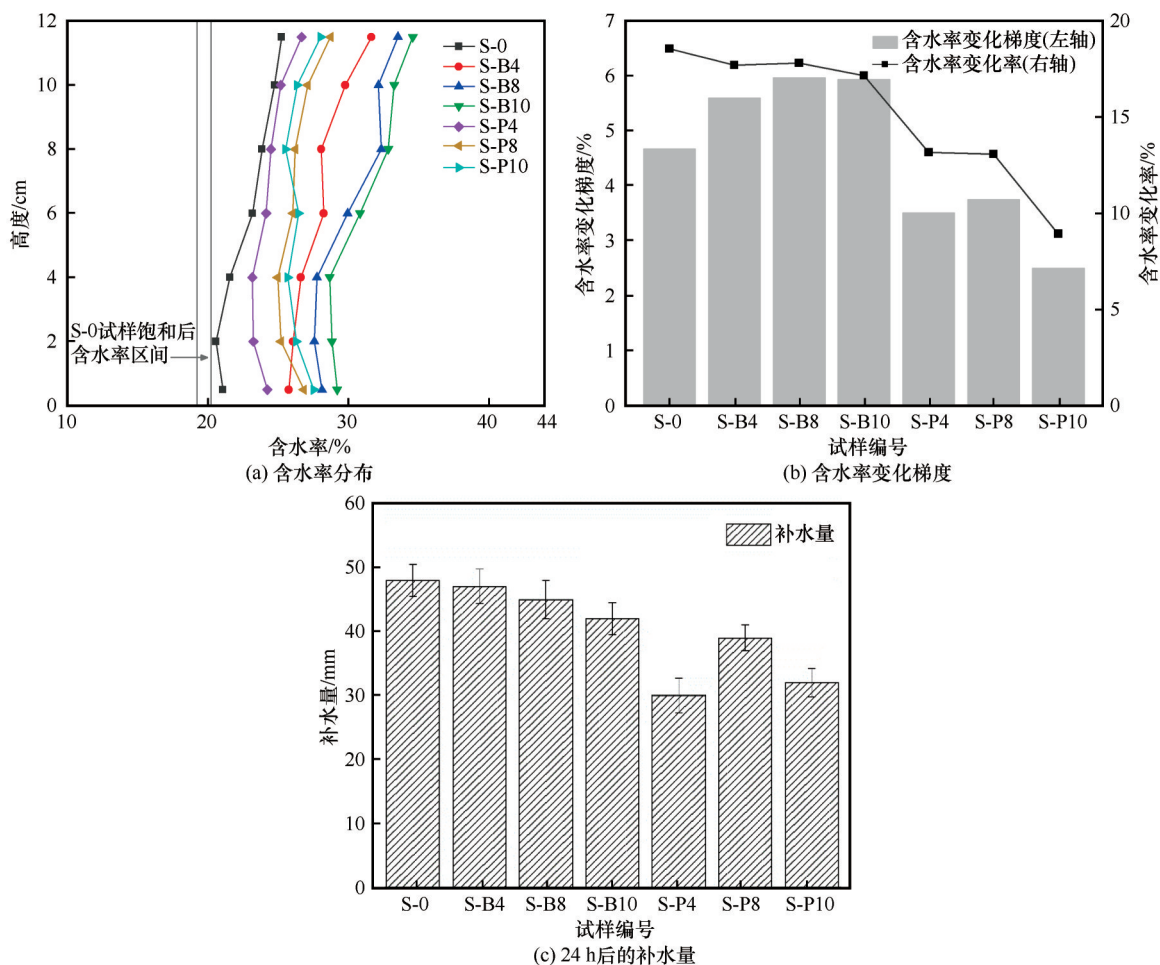 12
10
8
6
4
2
0
高度/cm
S-0
S-B4
S-B8
S-B10
S-P4
S-P8
S-P10
S-0试样饱和后
含水率区间
10
20
30
40
44
含水率/%
(a) 含水率分布
7
6
5
4
3
2
1
0
含水率变化梯度/%
含水率变化梯度(左轴)
含水率变化率(右轴)
20
15
10
5
0
含水率变化率/%
S-0 S-B4 S-B8 S-B10 S-P4 S-P8 S-P10
试样编号
(b) 含水率变化梯度
60
50
40
30
20
10
0
补水量/mm
补水量
S-0 S-B4 S-B8 S-B10 S-P4 S-P8 S-P10
试样编号
(c) 24 h后的补水量